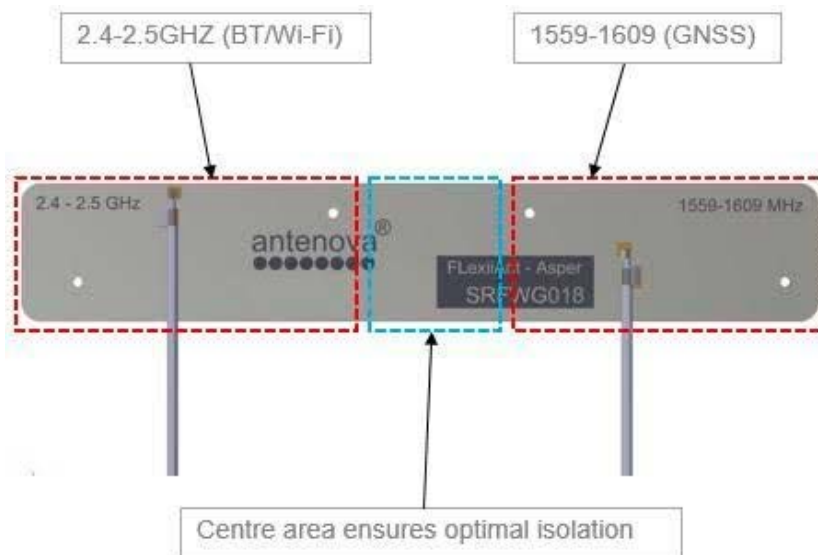 2.4-2.5GHZ (BT/Wi-Fi)
1559-1609 (GNSS)
2.4 - 2.5 GHz
1559-1609 MHz
antenova®
FLexiiAnt - Asper
SRFWG018
Centre area ensures optimal isolation